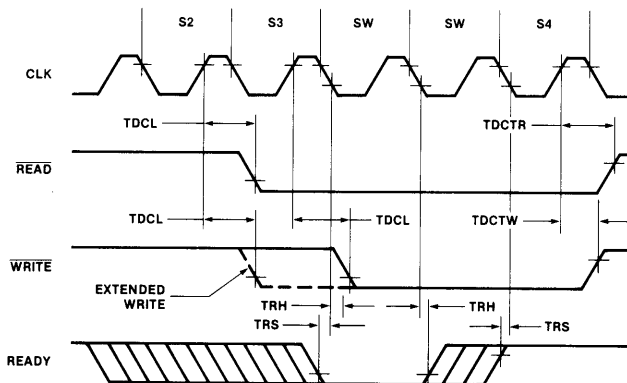 S2 S3 SW SW S4
CLK
TDCL TDCTR
READ
TDCL TDCL TDCTW
WRITE
EXTENDED
WRITE
TRH TRH
TRS TRS
READY